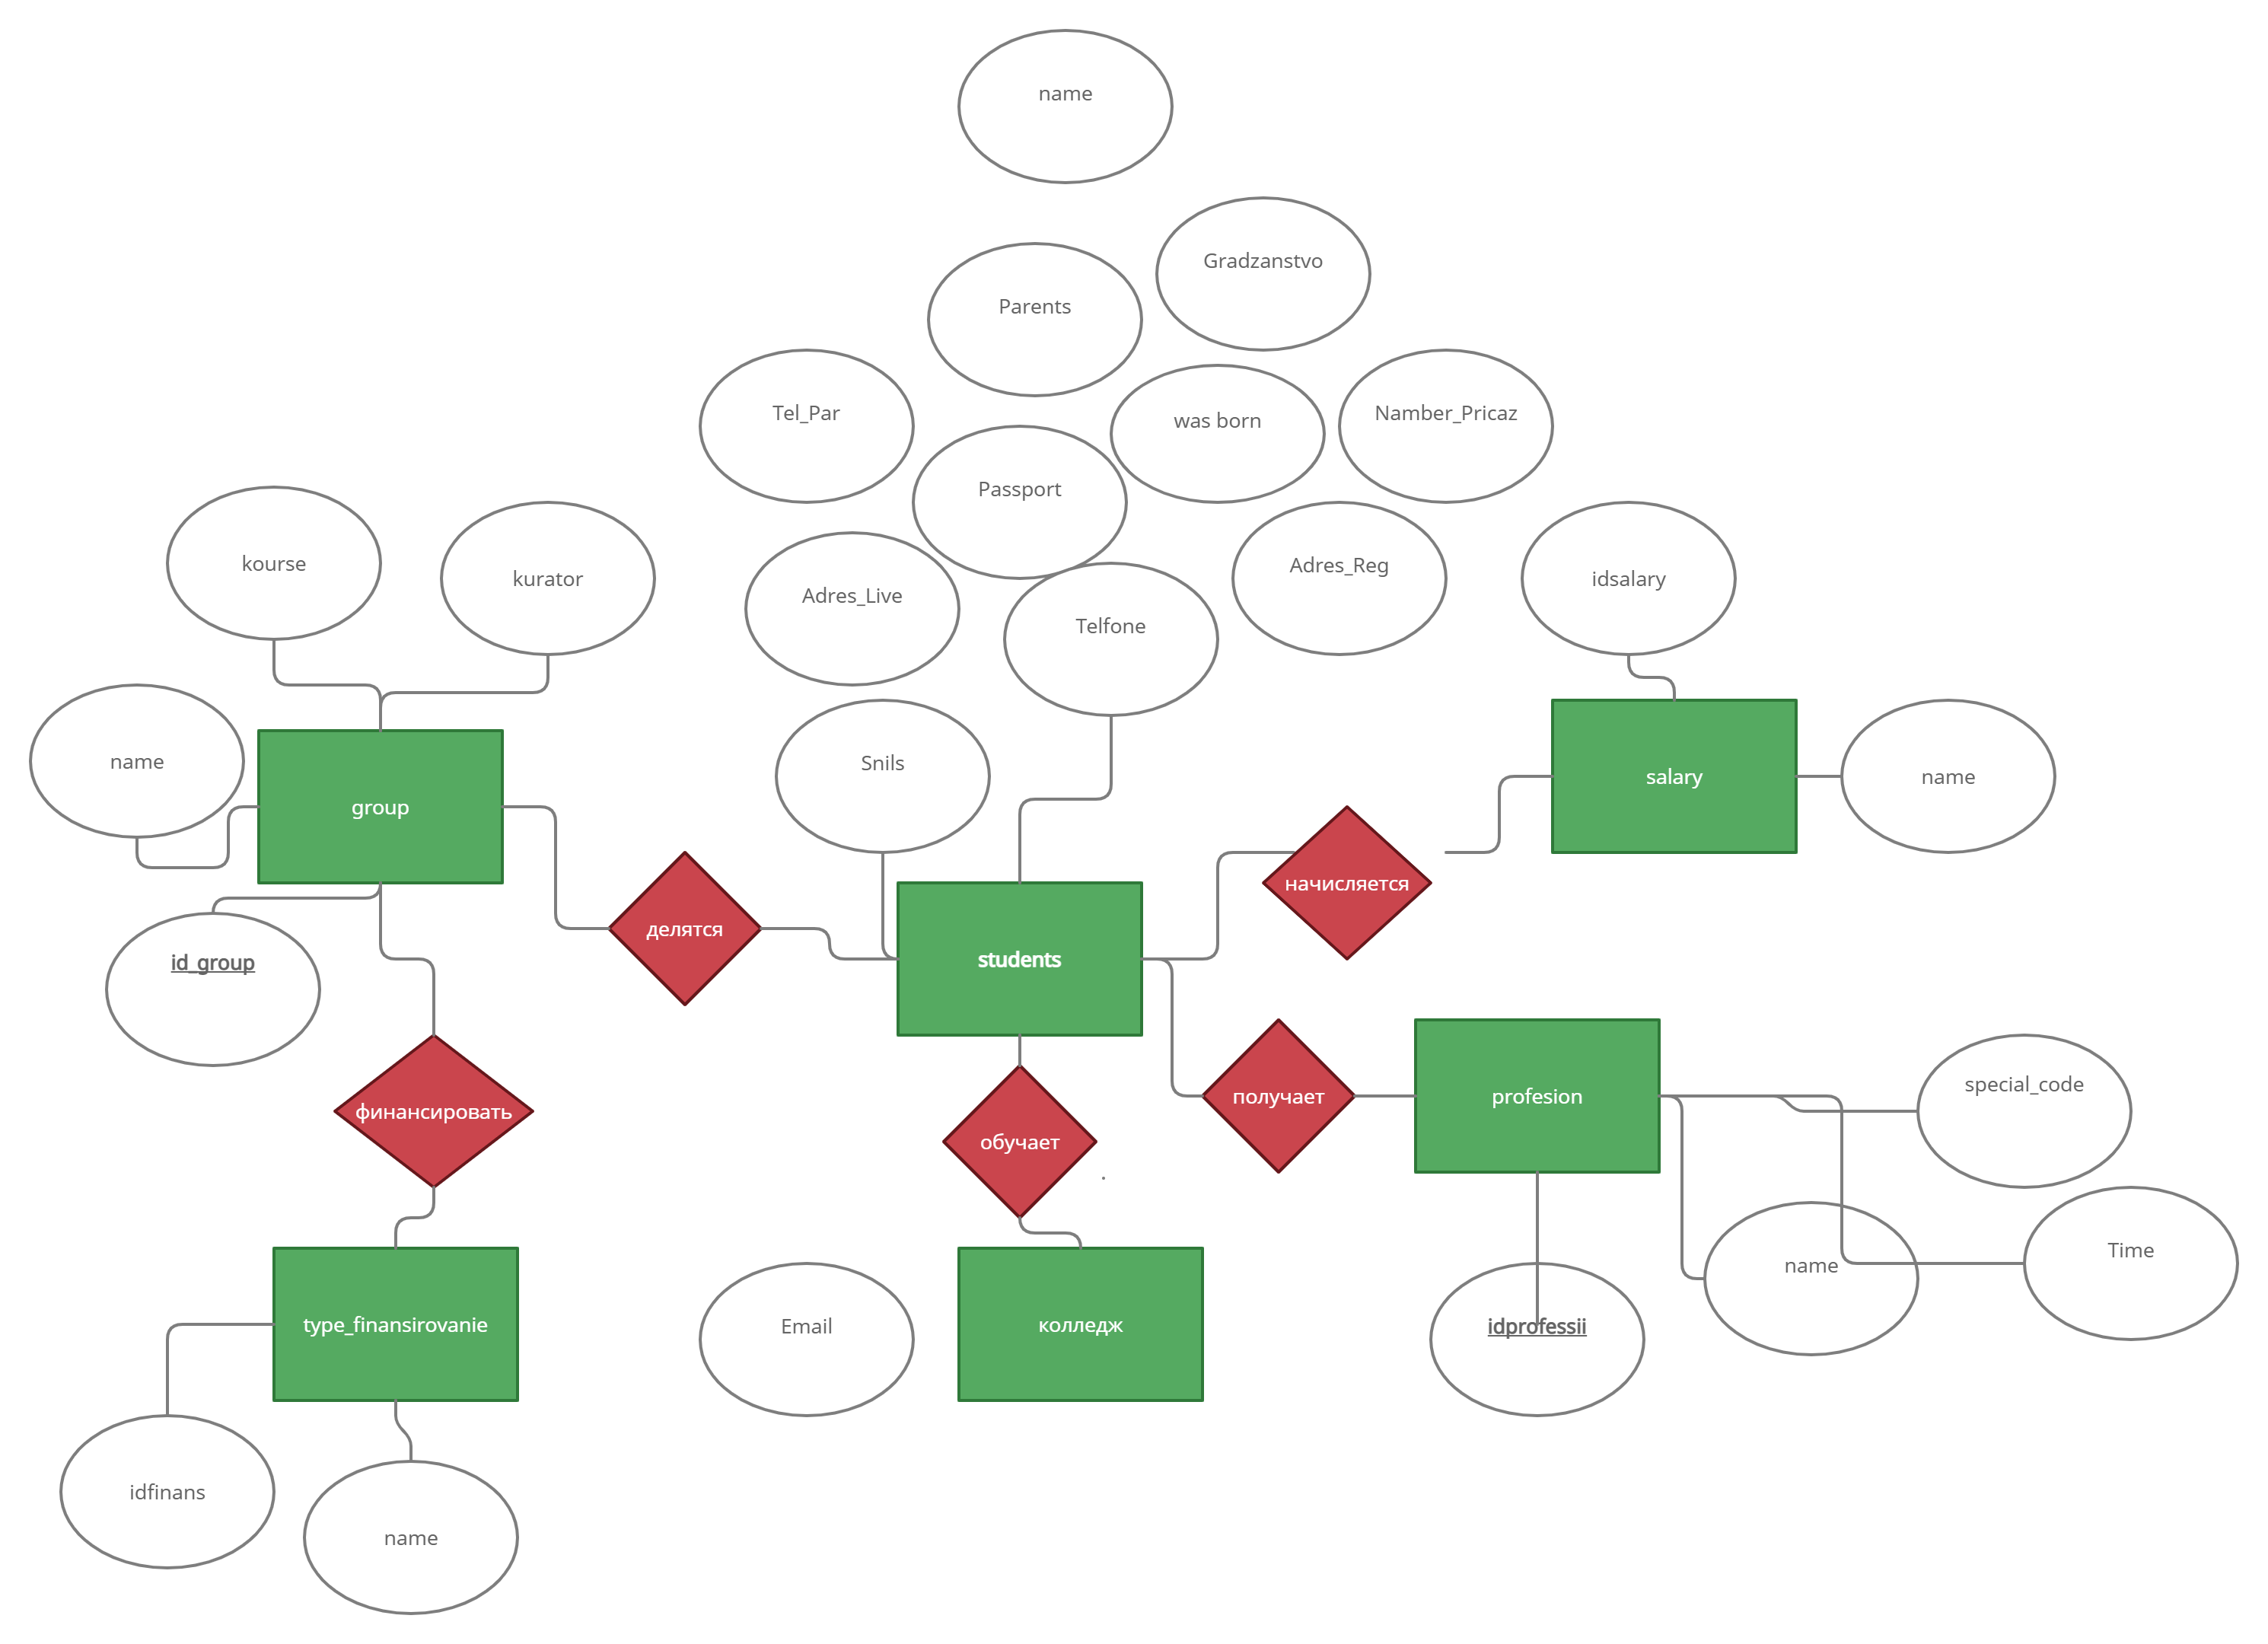 name
Gradzanstvo
Parents
Tel_Par
was born
Namber_Pricaz
Passport
kourse
kurator
Adres_Live
Telfone
Adres_Reg
idsalary
name
Snils
salary
name
group
делятся
students
начисляется
id_group
финансировать
обучает
получает
profesion
special_code
.
type_finansirovanie
Email
колледж
idprofessii
name
Time
idfinans
name